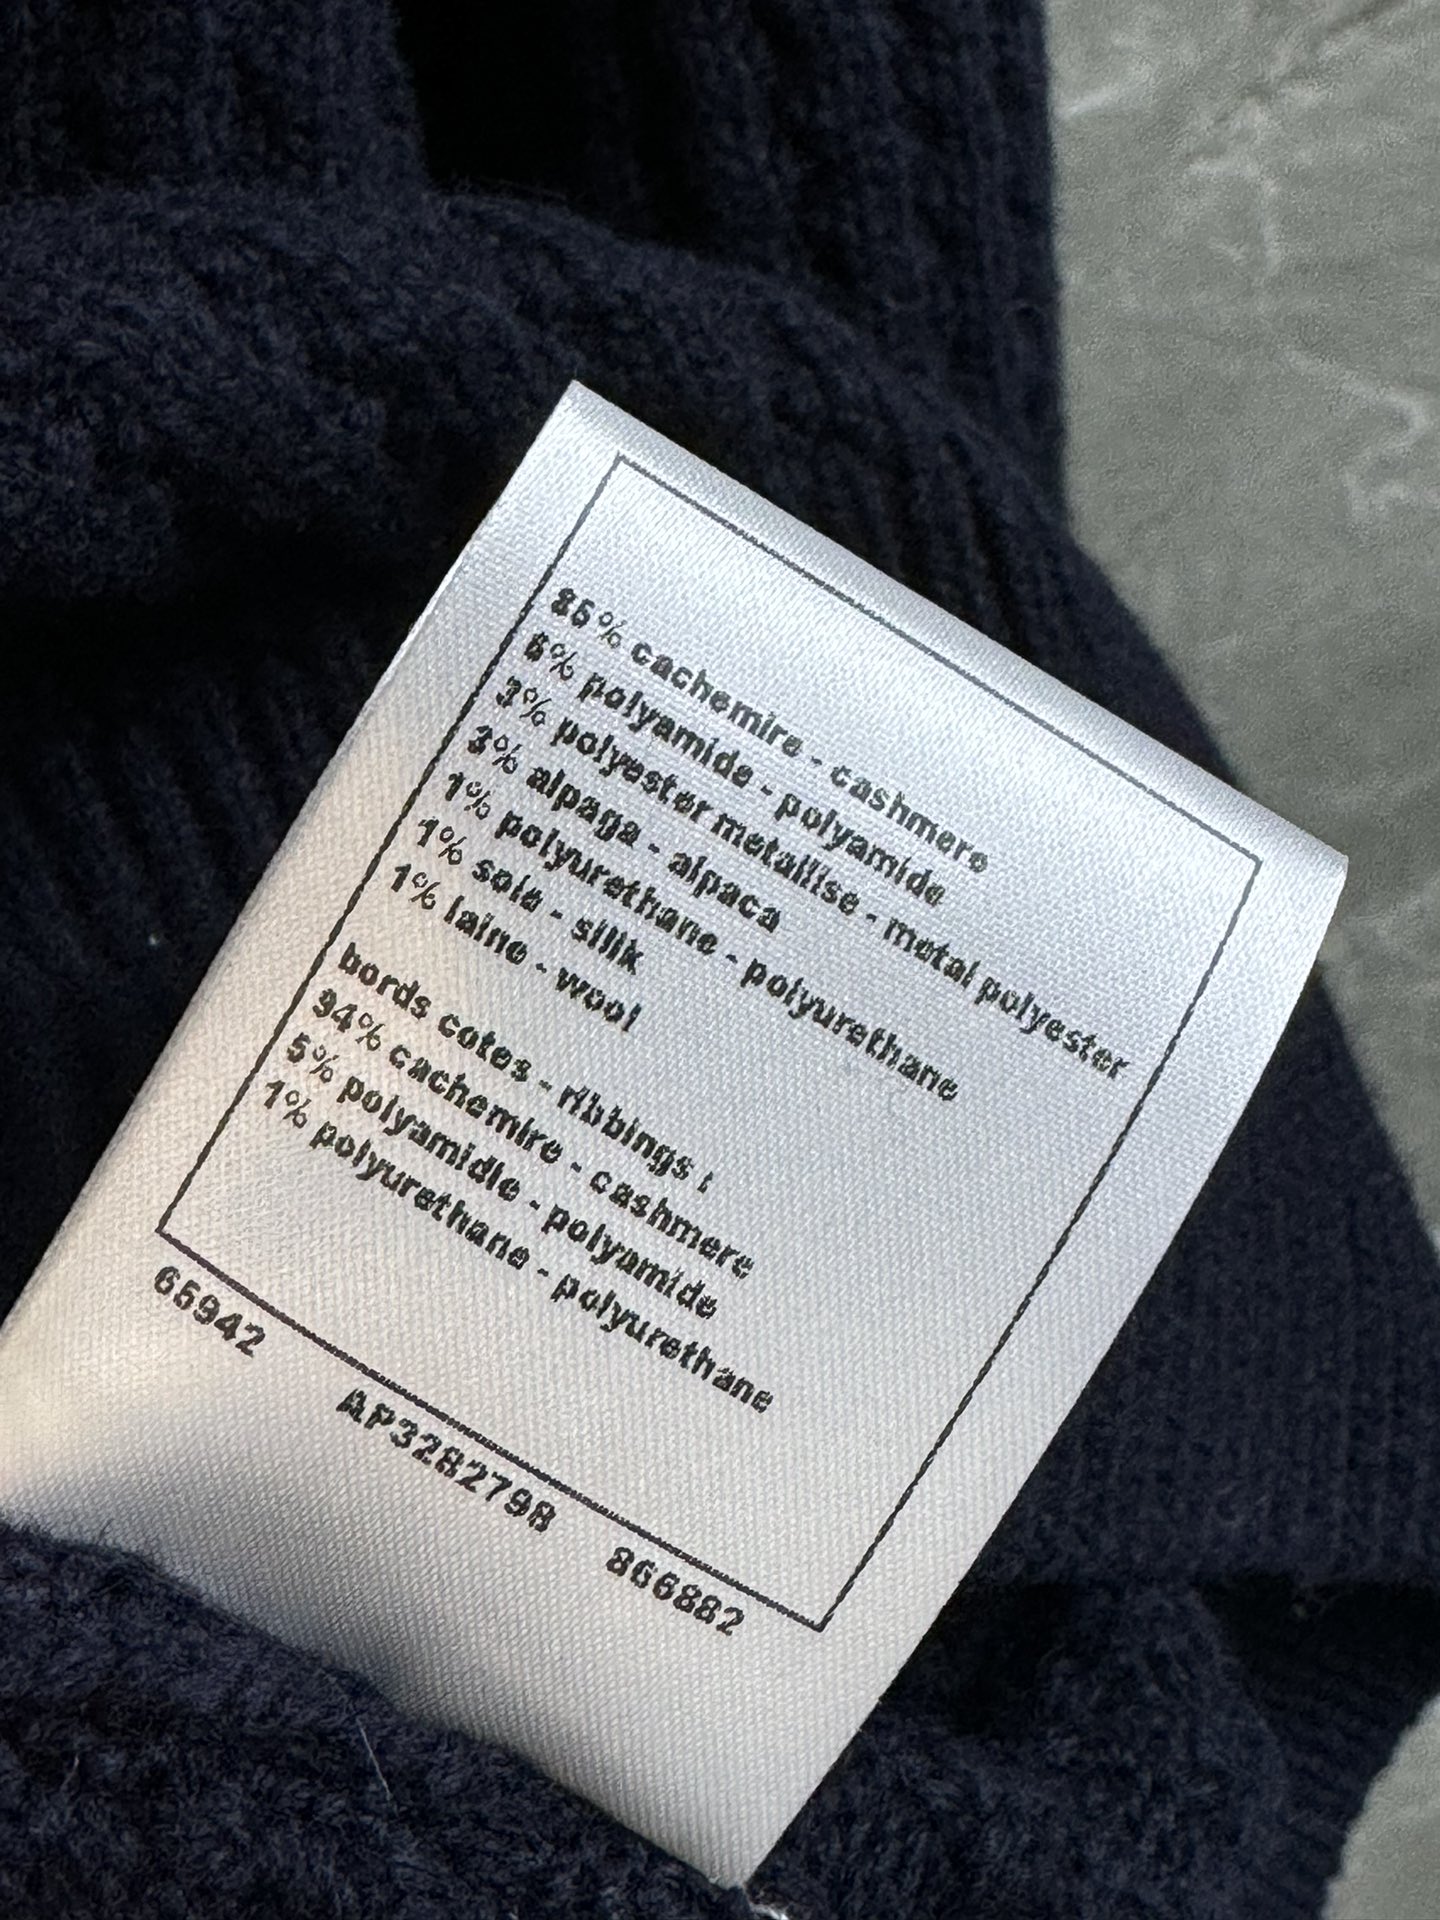 85% cachemire - cashmere
6% polyamide - polyamide
3% polyester metallise - metal polyester
3% alpaga - alpaca
1% polyurethane - polyurethane
1% soie - silk
1% laine - wool
bords cotes - ribbings :
94% cachemire - cashmere
5% polyamide - polyamide
1% polyurethane - polyurethane
65942 AP3282798 866882